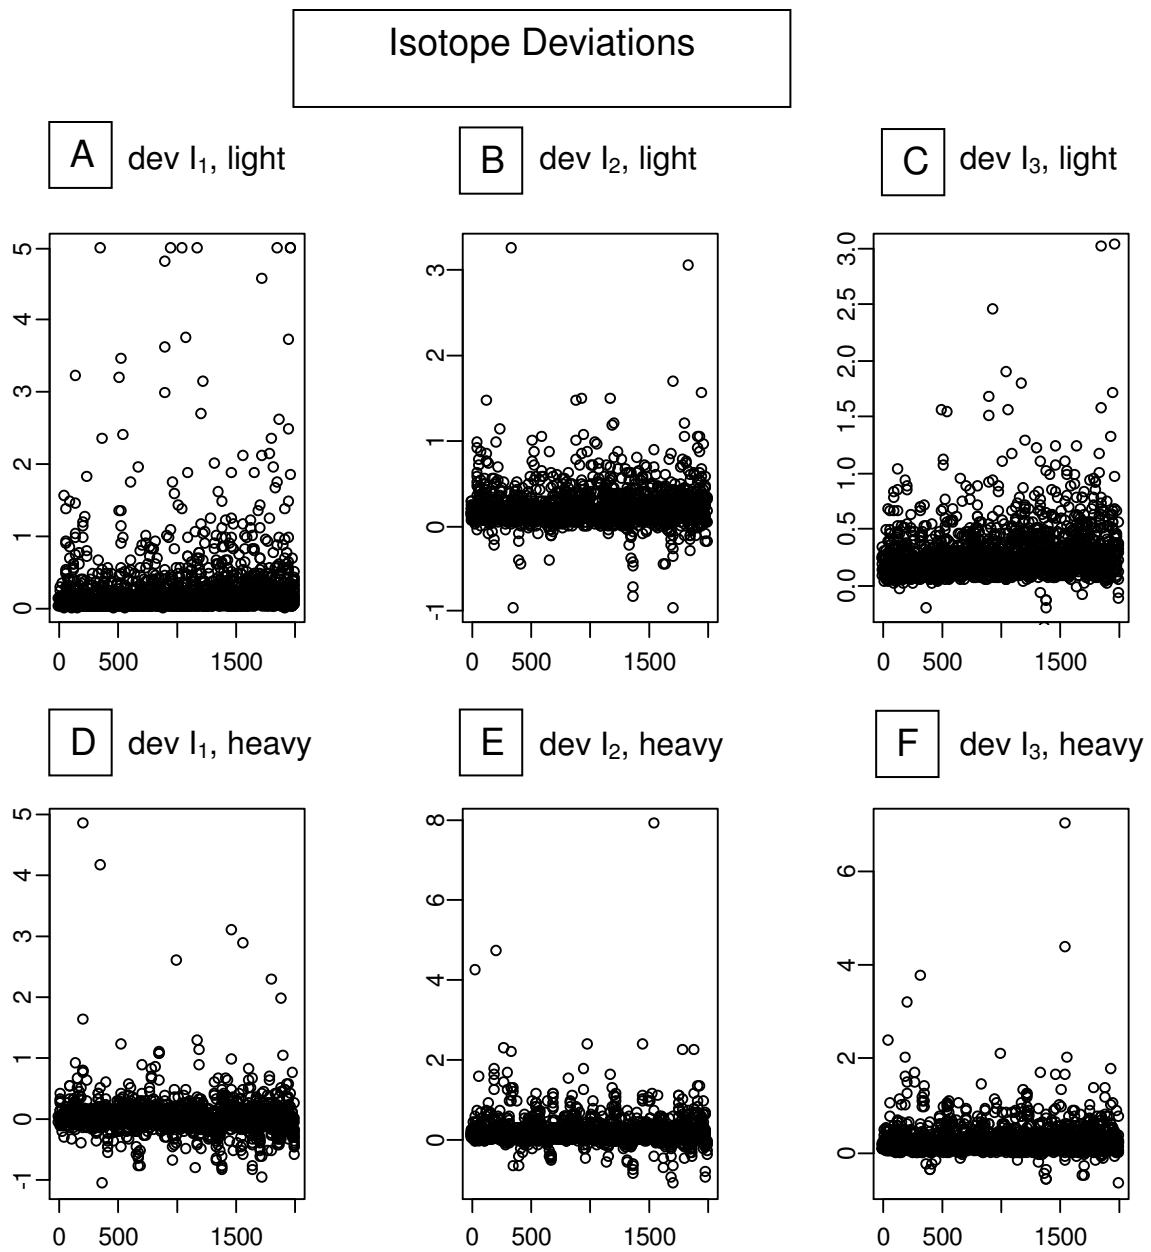 Isotope Deviations
A dev I₁, light
B dev I₂, light
C dev I₃, light
5
4
3
2
1
0
0 500 1500
3
2
1
0
-1
0 500 1500
3.0
2.5
2.0
1.5
1.0
0.5
0.0
0 500 1500
D dev I₁, heavy
E dev I₂, heavy
F dev I₃, heavy
5
4
3
2
1
0
-1
0 500 1500
8
6
4
2
0
0 500 1500
6
4
2
0
0 500 1500